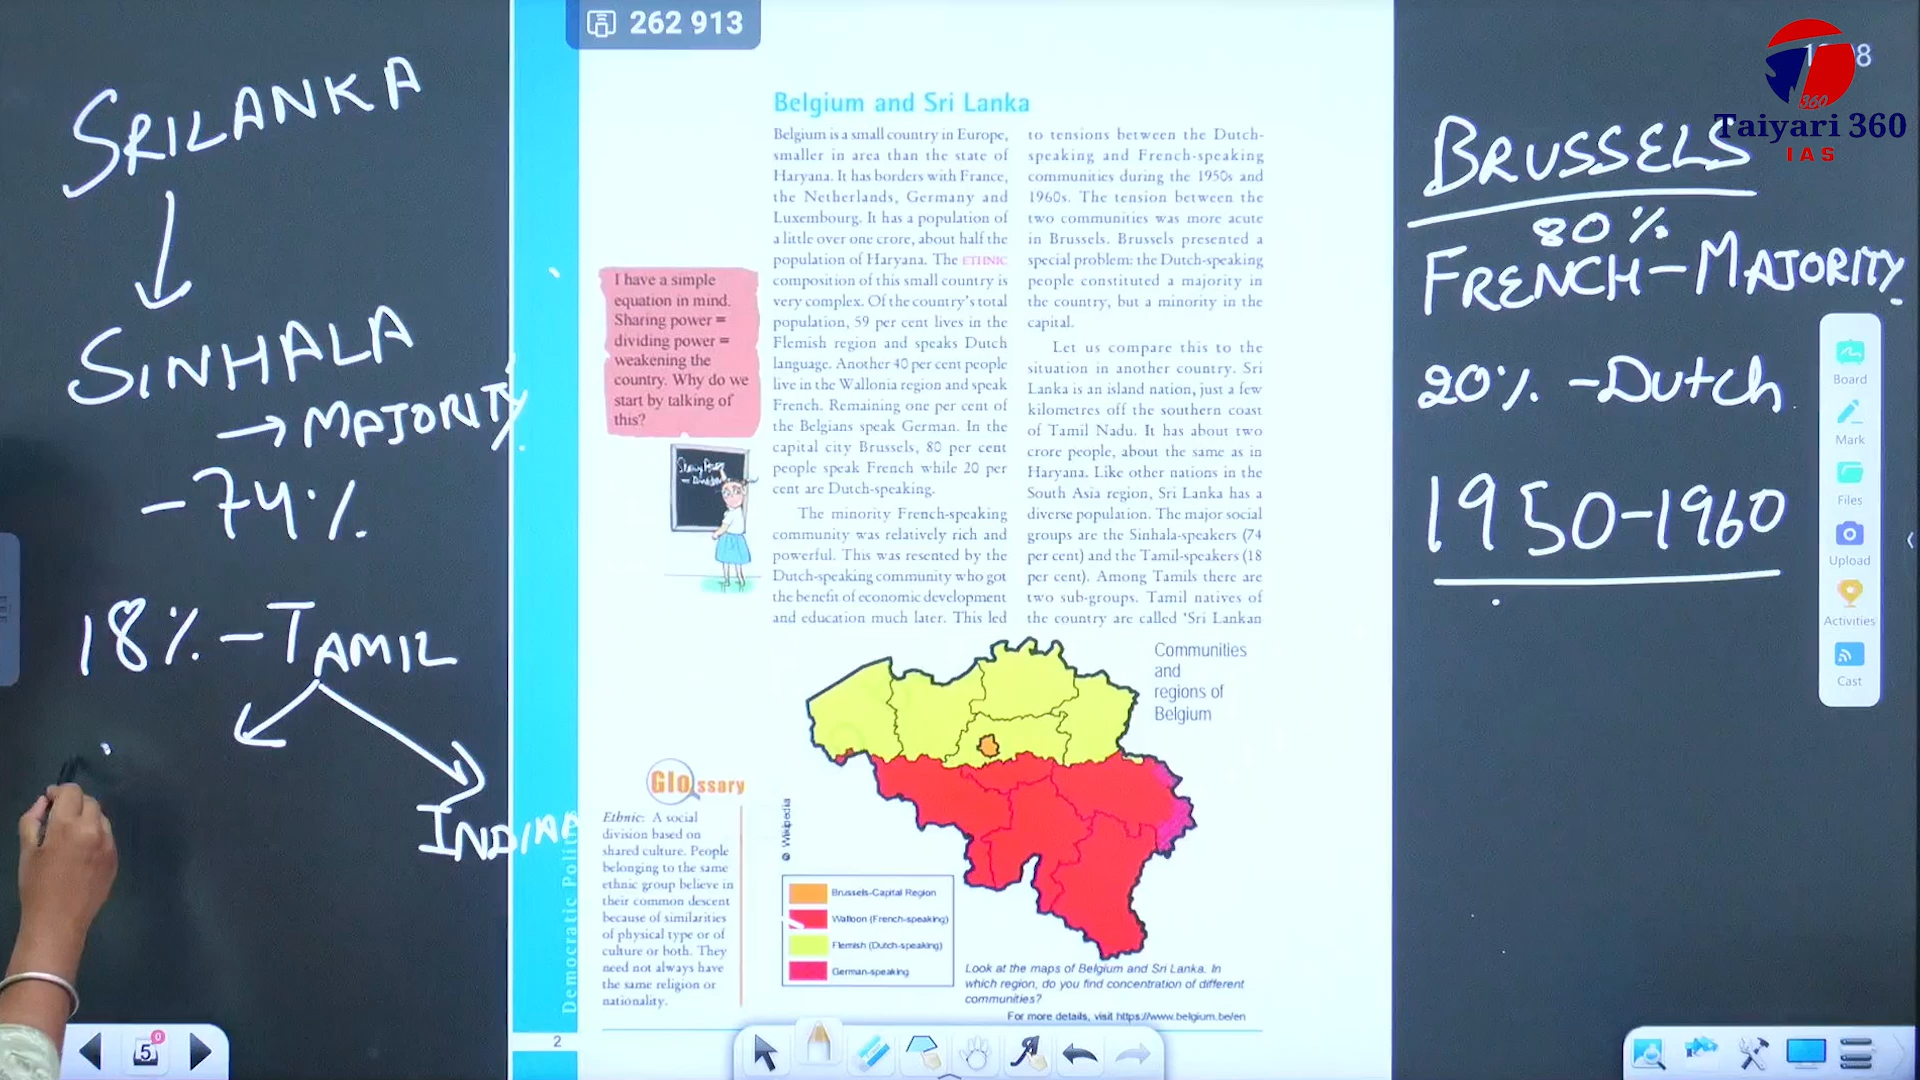 SRILANKA
SINHALA
→ MAJORITY
- 74%
18% - TAMIL
INDIAN
262 913
Belgium and Sri Lanka
Belgium is a small country in Europe,
smaller in area than the state of
Haryana. It has borders with France,
the Netherlands, Germany and
Luxembourg. It has a population of
a little over one crore, about half the
population of Haryana. The ETHNIC
composition of this small country is
very complex. Of the country's total
population, 59 per cent lives in the
Flemish region and speaks Dutch
language. Another 40 per cent people
live in the Wallonia region and speak
French. Remaining one per cent of
the Belgians speak German. In the
capital city Brussels, 80 per cent
people speak French while 20 per
cent are Dutch-speaking.
The minority French-speaking
community was relatively rich and
powerful. This was resented by the
Dutch-speaking community who got
the benefit of economic development
and education much later. This led
to tensions between the Dutch-
speaking and French-speaking
communities during the 1950s and
1960s. The tension between the
two communities was more acute
in Brussels. Brussels presented a
special problem: the Dutch-speaking
people constituted a majority in
the country, but a minority in the
capital.
Let us compare this to the
situation in another country. Sri
Lanka is an island nation, just a few
kilometres off the southern coast
of Tamil Nadu. It has about two
crore people, about the same as in
Haryana. Like other nations in the
South Asia region, Sri Lanka has a
diverse population. The major social
groups are the Sinhala-speakers (74
per cent) and the Tamil-speakers (18
per cent). Among Tamils there are
two sub-groups. Tamil natives of
the country are called 'Sri Lankan
I have a simple
equation in mind.
Sharing power =
dividing power =
weakening the
country. Why do we
start by talking of
this?
Communities
and
regions of
Belgium
Glossary
Ethnic: A social
division based on
shared culture. People
belonging to the same
ethnic group believe in
their common descent
because of similarities
of physical type or of
culture or both. They
need not always have
the same religion or
nationality.
© Wikipedia
Brussels-Capital Region
Walloon (French-speaking)
Flemish (Dutch-speaking)
German-speaking
Look at the maps of Belgium and Sri Lanka. In
which region, do you find concentration of different
communities?
For more details, visit https://www.belgium.be/en
Democratic Politics
2
360
Taiyari 360
IAS
BRUSSELS
80%
FRENCH - MAJORITY
20% - Dutch
1950-1960
Board
Mark
Files
Upload
Activities
Cast
5
0